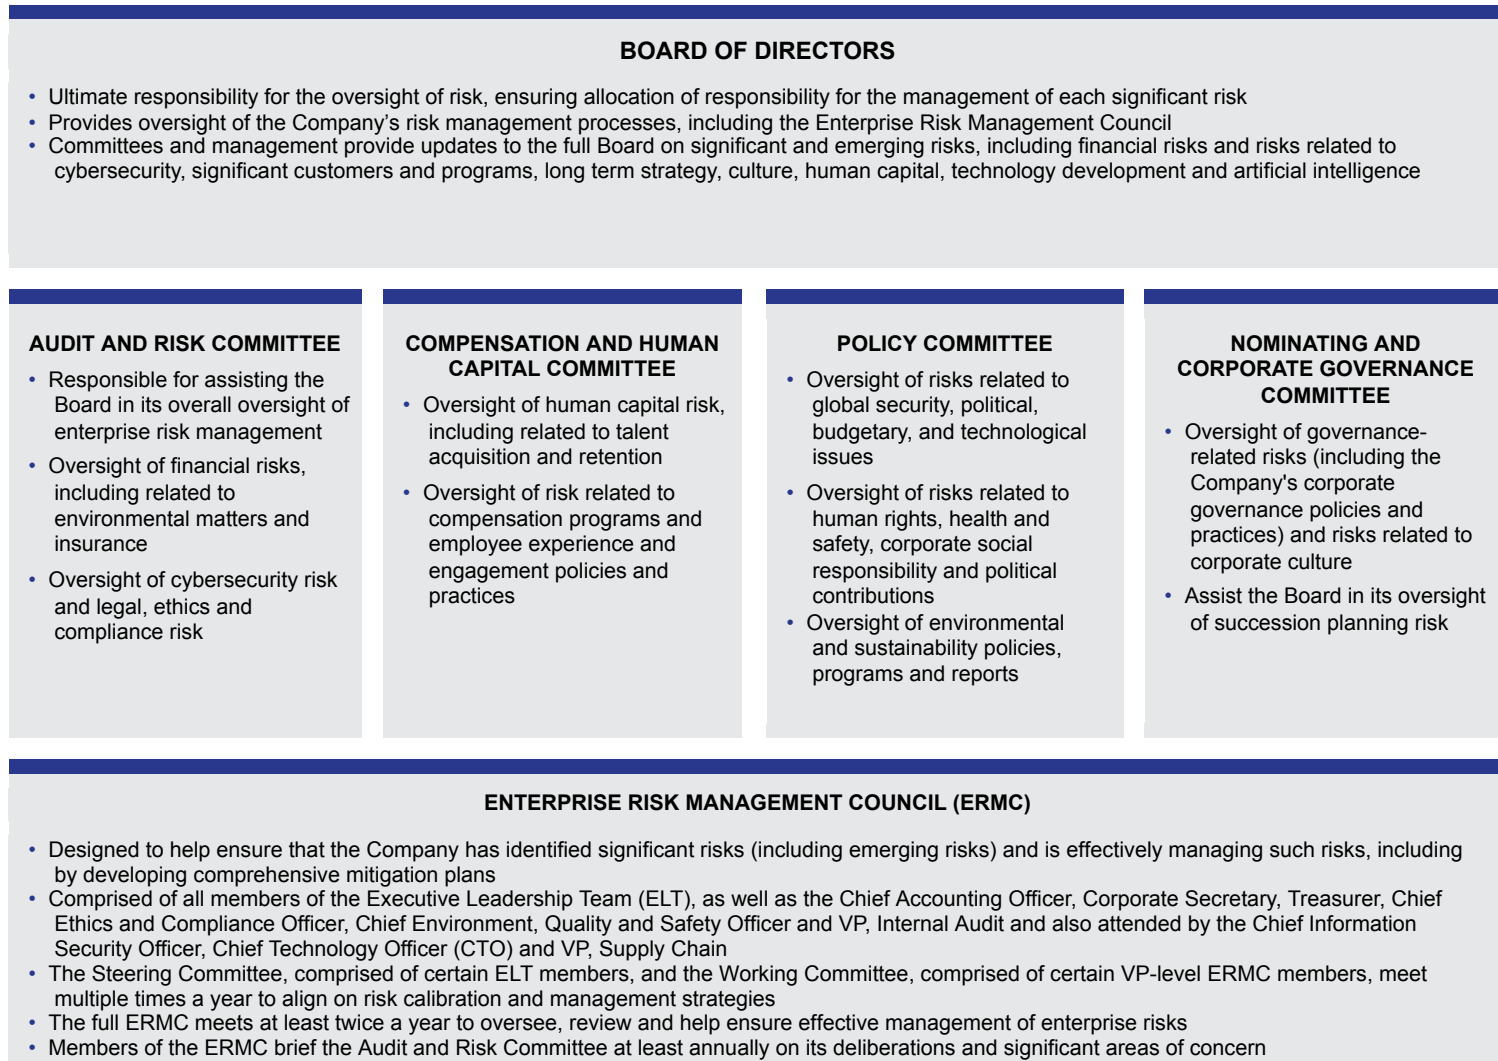 BOARD OF DIRECTORS
• Ultimate responsibility for the oversight of risk, ensuring allocation of responsibility for the management of each significant risk
• Provides oversight of the Company’s risk management processes, including the Enterprise Risk Management Council
• Committees and management provide updates to the full Board on significant and emerging risks, including financial risks and risks related to
cybersecurity, significant customers and programs, long term strategy, culture, human capital, technology development and artificial intelligence
AUDIT AND RISK COMMITTEE
• Responsible for assisting the
Board in its overall oversight of
enterprise risk management
• Oversight of financial risks,
including related to
environmental matters and
insurance
• Oversight of cybersecurity risk
and legal, ethics and
compliance risk
COMPENSATION AND HUMAN
CAPITAL COMMITTEE
• Oversight of human capital risk,
including related to talent
acquisition and retention
• Oversight of risk related to
compensation programs and
employee experience and
engagement policies and
practices
POLICY COMMITTEE
• Oversight of risks related to
global security, political,
budgetary, and technological
issues
• Oversight of risks related to
human rights, health and
safety, corporate social
responsibility and political
contributions
• Oversight of environmental
and sustainability policies,
programs and reports
NOMINATING AND
CORPORATE GOVERNANCE
COMMITTEE
• Oversight of governance-
related risks (including the
Company's corporate
governance policies and
practices) and risks related to
corporate culture
• Assist the Board in its oversight
of succession planning risk
ENTERPRISE RISK MANAGEMENT COUNCIL (ERMC)
• Designed to help ensure that the Company has identified significant risks (including emerging risks) and is effectively managing such risks, including
by developing comprehensive mitigation plans
• Comprised of all members of the Executive Leadership Team (ELT), as well as the Chief Accounting Officer, Corporate Secretary, Treasurer, Chief
Ethics and Compliance Officer, Chief Environment, Quality and Safety Officer and VP, Internal Audit and also attended by the Chief Information
Security Officer, Chief Technology Officer (CTO) and VP, Supply Chain
• The Steering Committee, comprised of certain ELT members, and the Working Committee, comprised of certain VP-level ERMC members, meet
multiple times a year to align on risk calibration and management strategies
• The full ERMC meets at least twice a year to oversee, review and help ensure effective management of enterprise risks
• Members of the ERMC brief the Audit and Risk Committee at least annually on its deliberations and significant areas of concern